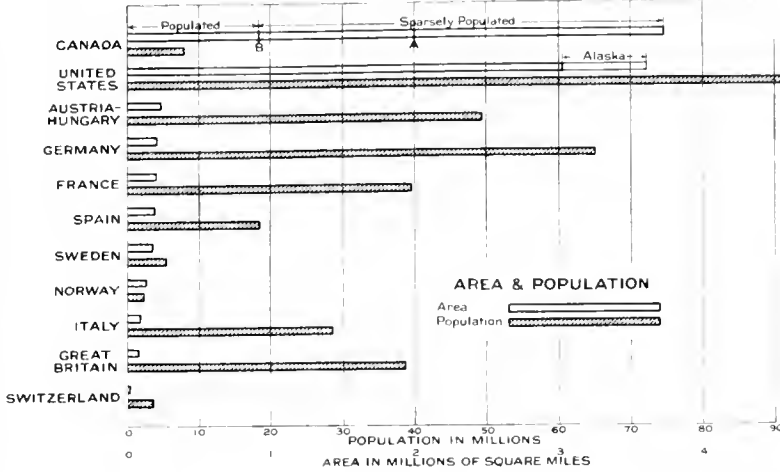 Populated Sparsely Populated
CANADA B A
Alaska
UNITED
STATES
AUSTRIA-
HUNGARY
GERMANY
FRANCE
SPAIN
SWEDEN
NORWAY
ITALY
GREAT
BRITAIN
SWITZERLAND
AREA & POPULATION
Area
Population
0 10 20 30 40 50 60 70 80 90
POPULATION IN MILLIONS
0 1 2 3 4
AREA IN MILLIONS OF SQUARE MILES